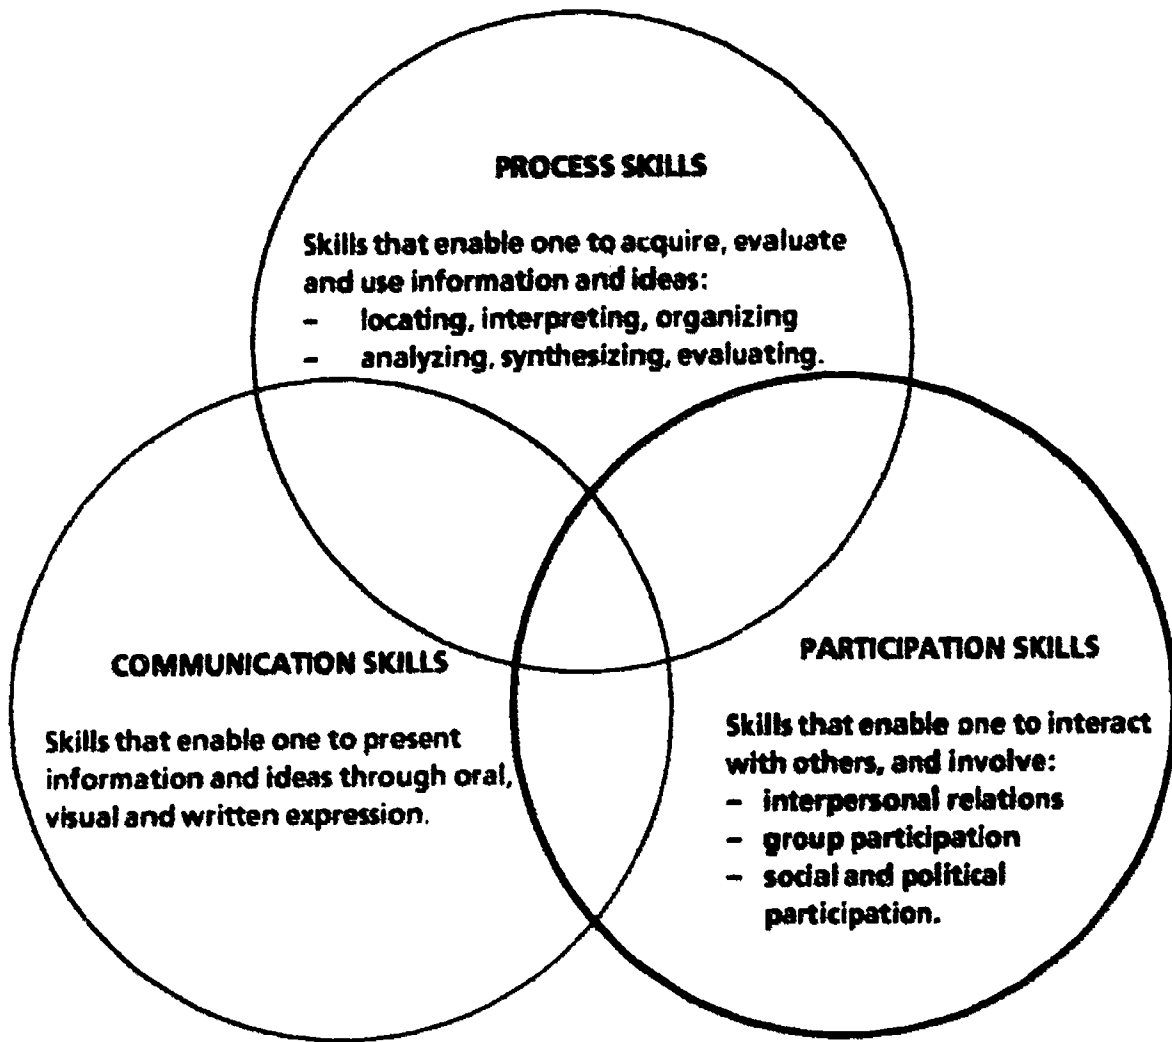 PROCESS SKILLS
Skills that enable one to acquire, evaluate
and use information and ideas:
– locating, interpreting, organizing
– analyzing, synthesizing, evaluating.
COMMUNICATION SKILLS
Skills that enable one to present
information and ideas through oral,
visual and written expression.
PARTICIPATION SKILLS
Skills that enable one to interact
with others, and involve:
– interpersonal relations
– group participation
– social and political
participation.